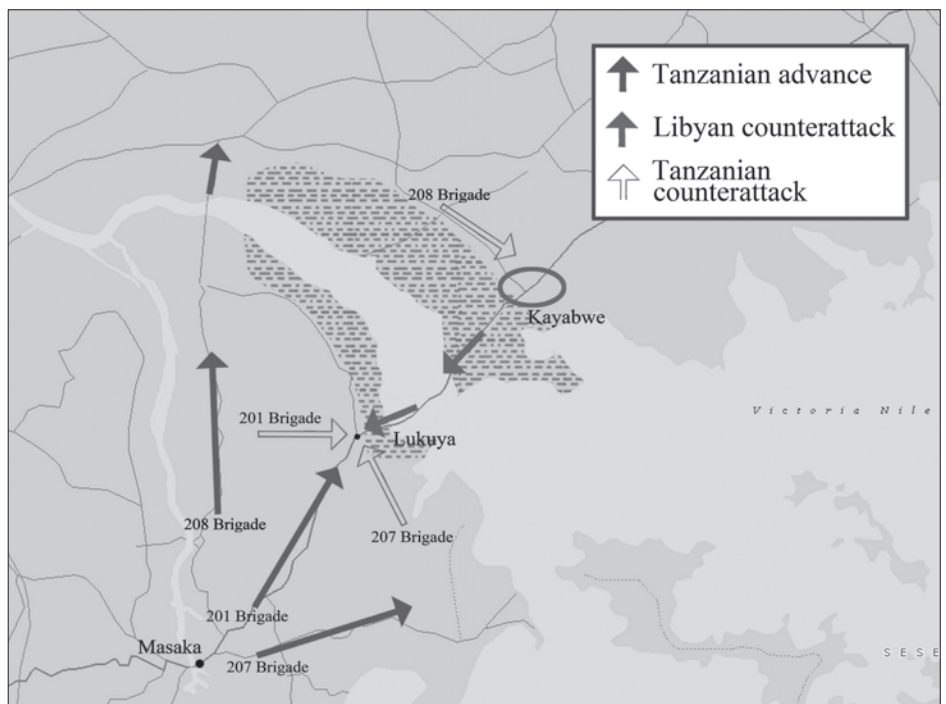 Tanzanian advance
Libyan counterattack
Tanzanian
counterattack
208 Brigade
Kayabwe
Victoria Nile
201 Brigade
Lukuya
208 Brigade
207 Brigade
201 Brigade
Masaka
207 Brigade
SESE